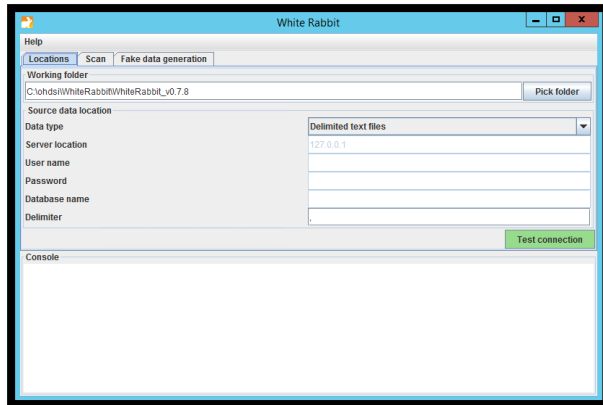 White Rabbit
Help
Locations Scan Fake data generation
Working folder
C:\ohdsi\WhiteRabbit\WhiteRabbit_v0.7.8 Pick folder
Source data location
Data type Delimited text files
Server location 127.0.0.1
User name
Password
Database name
Delimiter ,
Test connection
Console